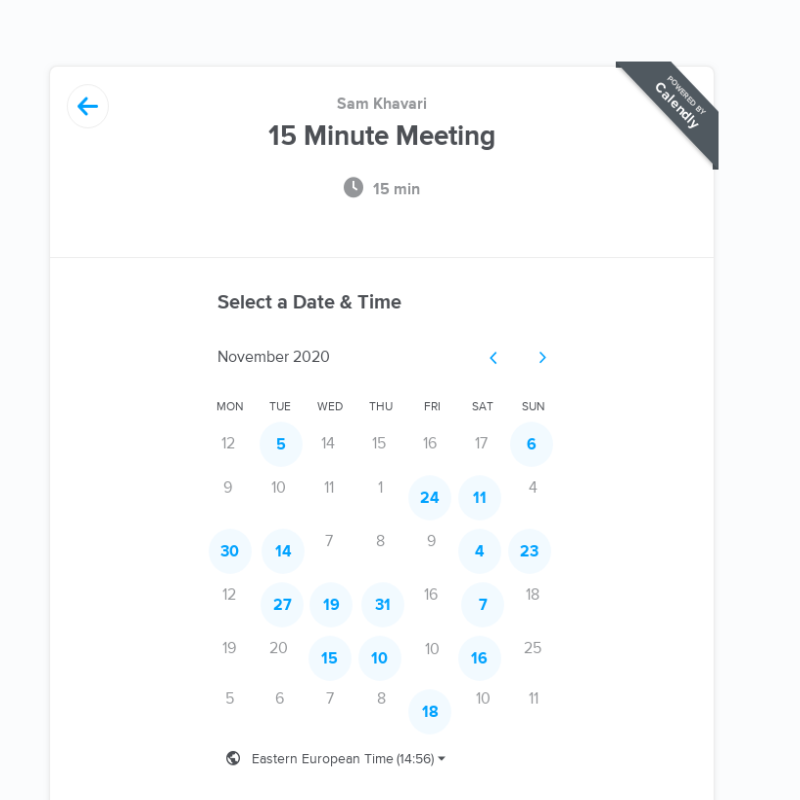 Sam Khavari
POWERED BY
Calendly
15 Minute Meeting
15 min
Select a Date & Time
November 2020
MON TUE WED THU FRI SAT SUN
12 5 14 15 16 17 6
9 10 11 1 24 11 4
30 14 7 8 9 4 23
12 27 19 31 16 7 18
19 20 15 10 10 16 25
5 6 7 8 18 10 11
Eastern European Time (14:56)